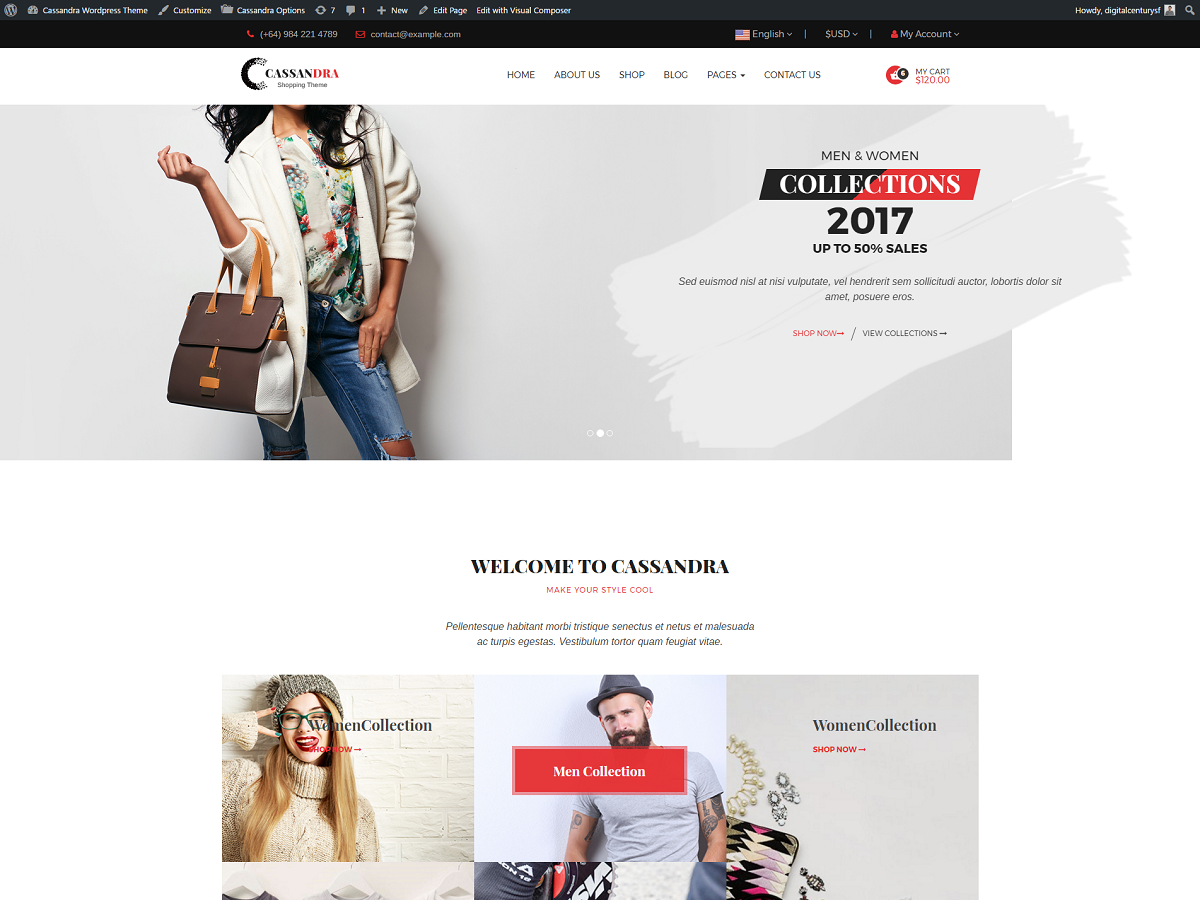 Cassandra Wordpress Theme Customize Cassandra Options 7 1 New Edit Page Edit with Visual Composer Howdy, digitalcenturysf
(+64) 984 221 4789 contact@example.com English | $USD | My Account
CASSANDRA
Shopping Theme
HOME ABOUT US SHOP BLOG PAGES CONTACT US
6 MY CART
$120.00
MEN & WOMEN
COLLECTIONS
2017
UP TO 50% SALES
Sed euismod nisl at nisi vulputate, vel hendrerit sem sollicitudi auctor, lobortis dolor sit
amet, posuere eros.
SHOP NOW / VIEW COLLECTIONS
WELCOME TO CASSANDRA
MAKE YOUR STYLE COOL
Pellentesque habitant morbi tristique senectus et netus et malesuada
ac turpis egestas. Vestibulum tortor quam feugiat vitae.
WomenCollection
SHOP NOW
Men Collection
WomenCollection
SHOP NOW